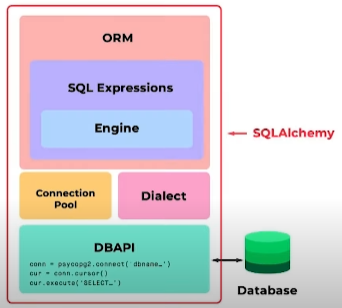 ORM
SQL Expressions
Engine
SQLAlchemy
Connection
Pool
Dialect
DBAPI
conn = psycopg2.connect('dbname…')
cur = conn.cursor()
cur.execute('SELECT…')
Database